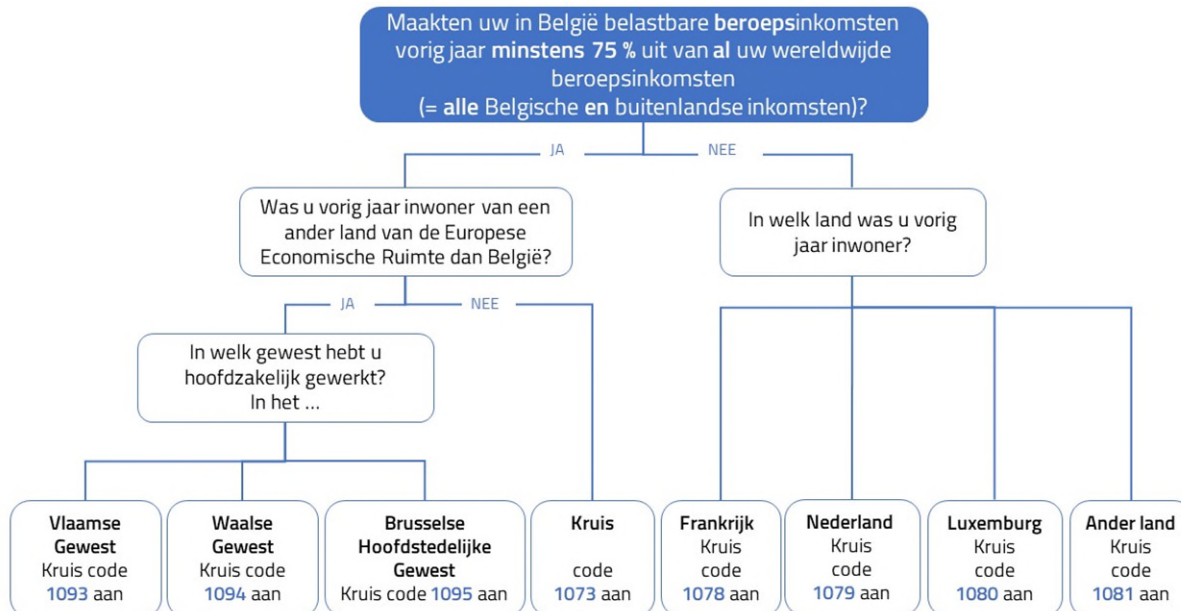 Maakten uw in België belastbare beroepsinkomsten
vorig jaar minstens 75 % uit van al uw wereldwijde
beroepsinkomsten
(= alle Belgische en buitenlandse inkomsten)?
JA
NEE
Was u vorig jaar inwoner van een
ander land van de Europese
Economische Ruimte dan België?
In welk land was u vorig
jaar inwoner?
JA
NEE
In welk gewest hebt u
hoofdzakelijk gewerkt?
In het ...
Vlaamse
Gewest
Kruis code
1093 aan
Waalse
Gewest
Kruis code
1094 aan
Brusselse
Hoofdstedelijke
Gewest
Kruis code 1095 aan
Kruis
code
1073 aan
Frankrijk
Kruis
code
1078 aan
Nederland
Kruis
code
1079 aan
Luxemburg
Kruis
code
1080 aan
Ander land
Kruis
code
1081 aan